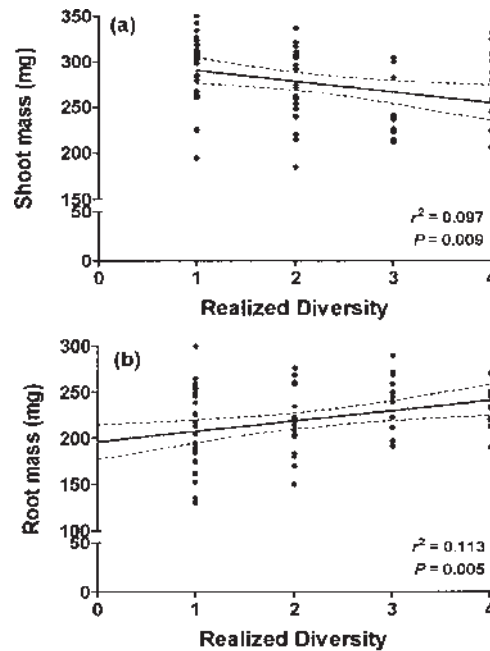 (a)
Shoot mass (mg)
350
300
250
200
150
50
0
r² = 0.097
P = 0.009
0 1 2 3 4
Realized Diversity
(b)
Root mass (mg)
300
250
200
150
100
50
0
r² = 0.113
P = 0.005
0 1 2 3 4
Realized Diversity